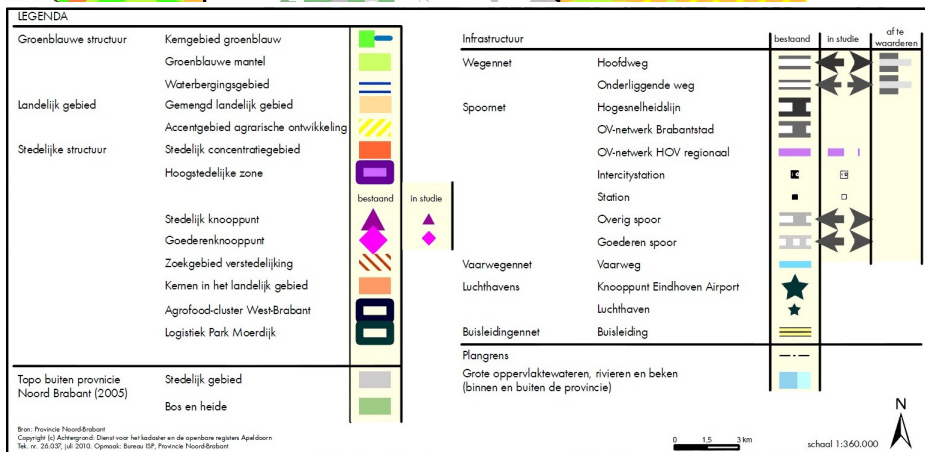 LEGENDA
Groenblauwe structuur Kerngebied groenblauw
Groenblauwe mantel
Waterbergingsgebied
Landelijk gebied Gemengd landelijk gebied
Accentgebied agrarische ontwikkeling
Stedelijke structuur Stedelijk concentratiegebied
Hoogstedelijke zone
bestaand in studie
Stedelijk knooppunt
Goederenknooppunt
Zoekgebied verstedelijking
Kernen in het landelijk gebied
Agrofood-cluster West-Brabant
Logistiek Park Moerdijk
Topo buiten provnicie Stedelijk gebied
Noord Brabant (2005)
Bos en heide
Bron: Provincie Noord-Brabant
Copyright (c) Achtergrond: Dienst voor het kadaster en de openbare registers Apeldoorn
Tek. nr. 26.037, juli 2010. Opmaak: Bureau ISP, Provincie Noord-Brabant
Infrastructuur bestaand in studie af te waarderen
Wegennet Hoofdweg
Onderliggende weg
Spoornet Hogesnelheidslijn
OV-netwerk Brabantstad
OV-netwerk HOV regionaal
Intercitystation
Station
Overig spoor
Goederen spoor
Vaarwegennet Vaarweg
Luchthavens Knooppunt Eindhoven Airport
Luchthaven
Buisleidingennet Buisleiding
Plangrens
Grote oppervlaktewateren, rivieren en beken
(binnen en buiten de provincie)
N
0 1,5 3 km
schaal 1:360.000